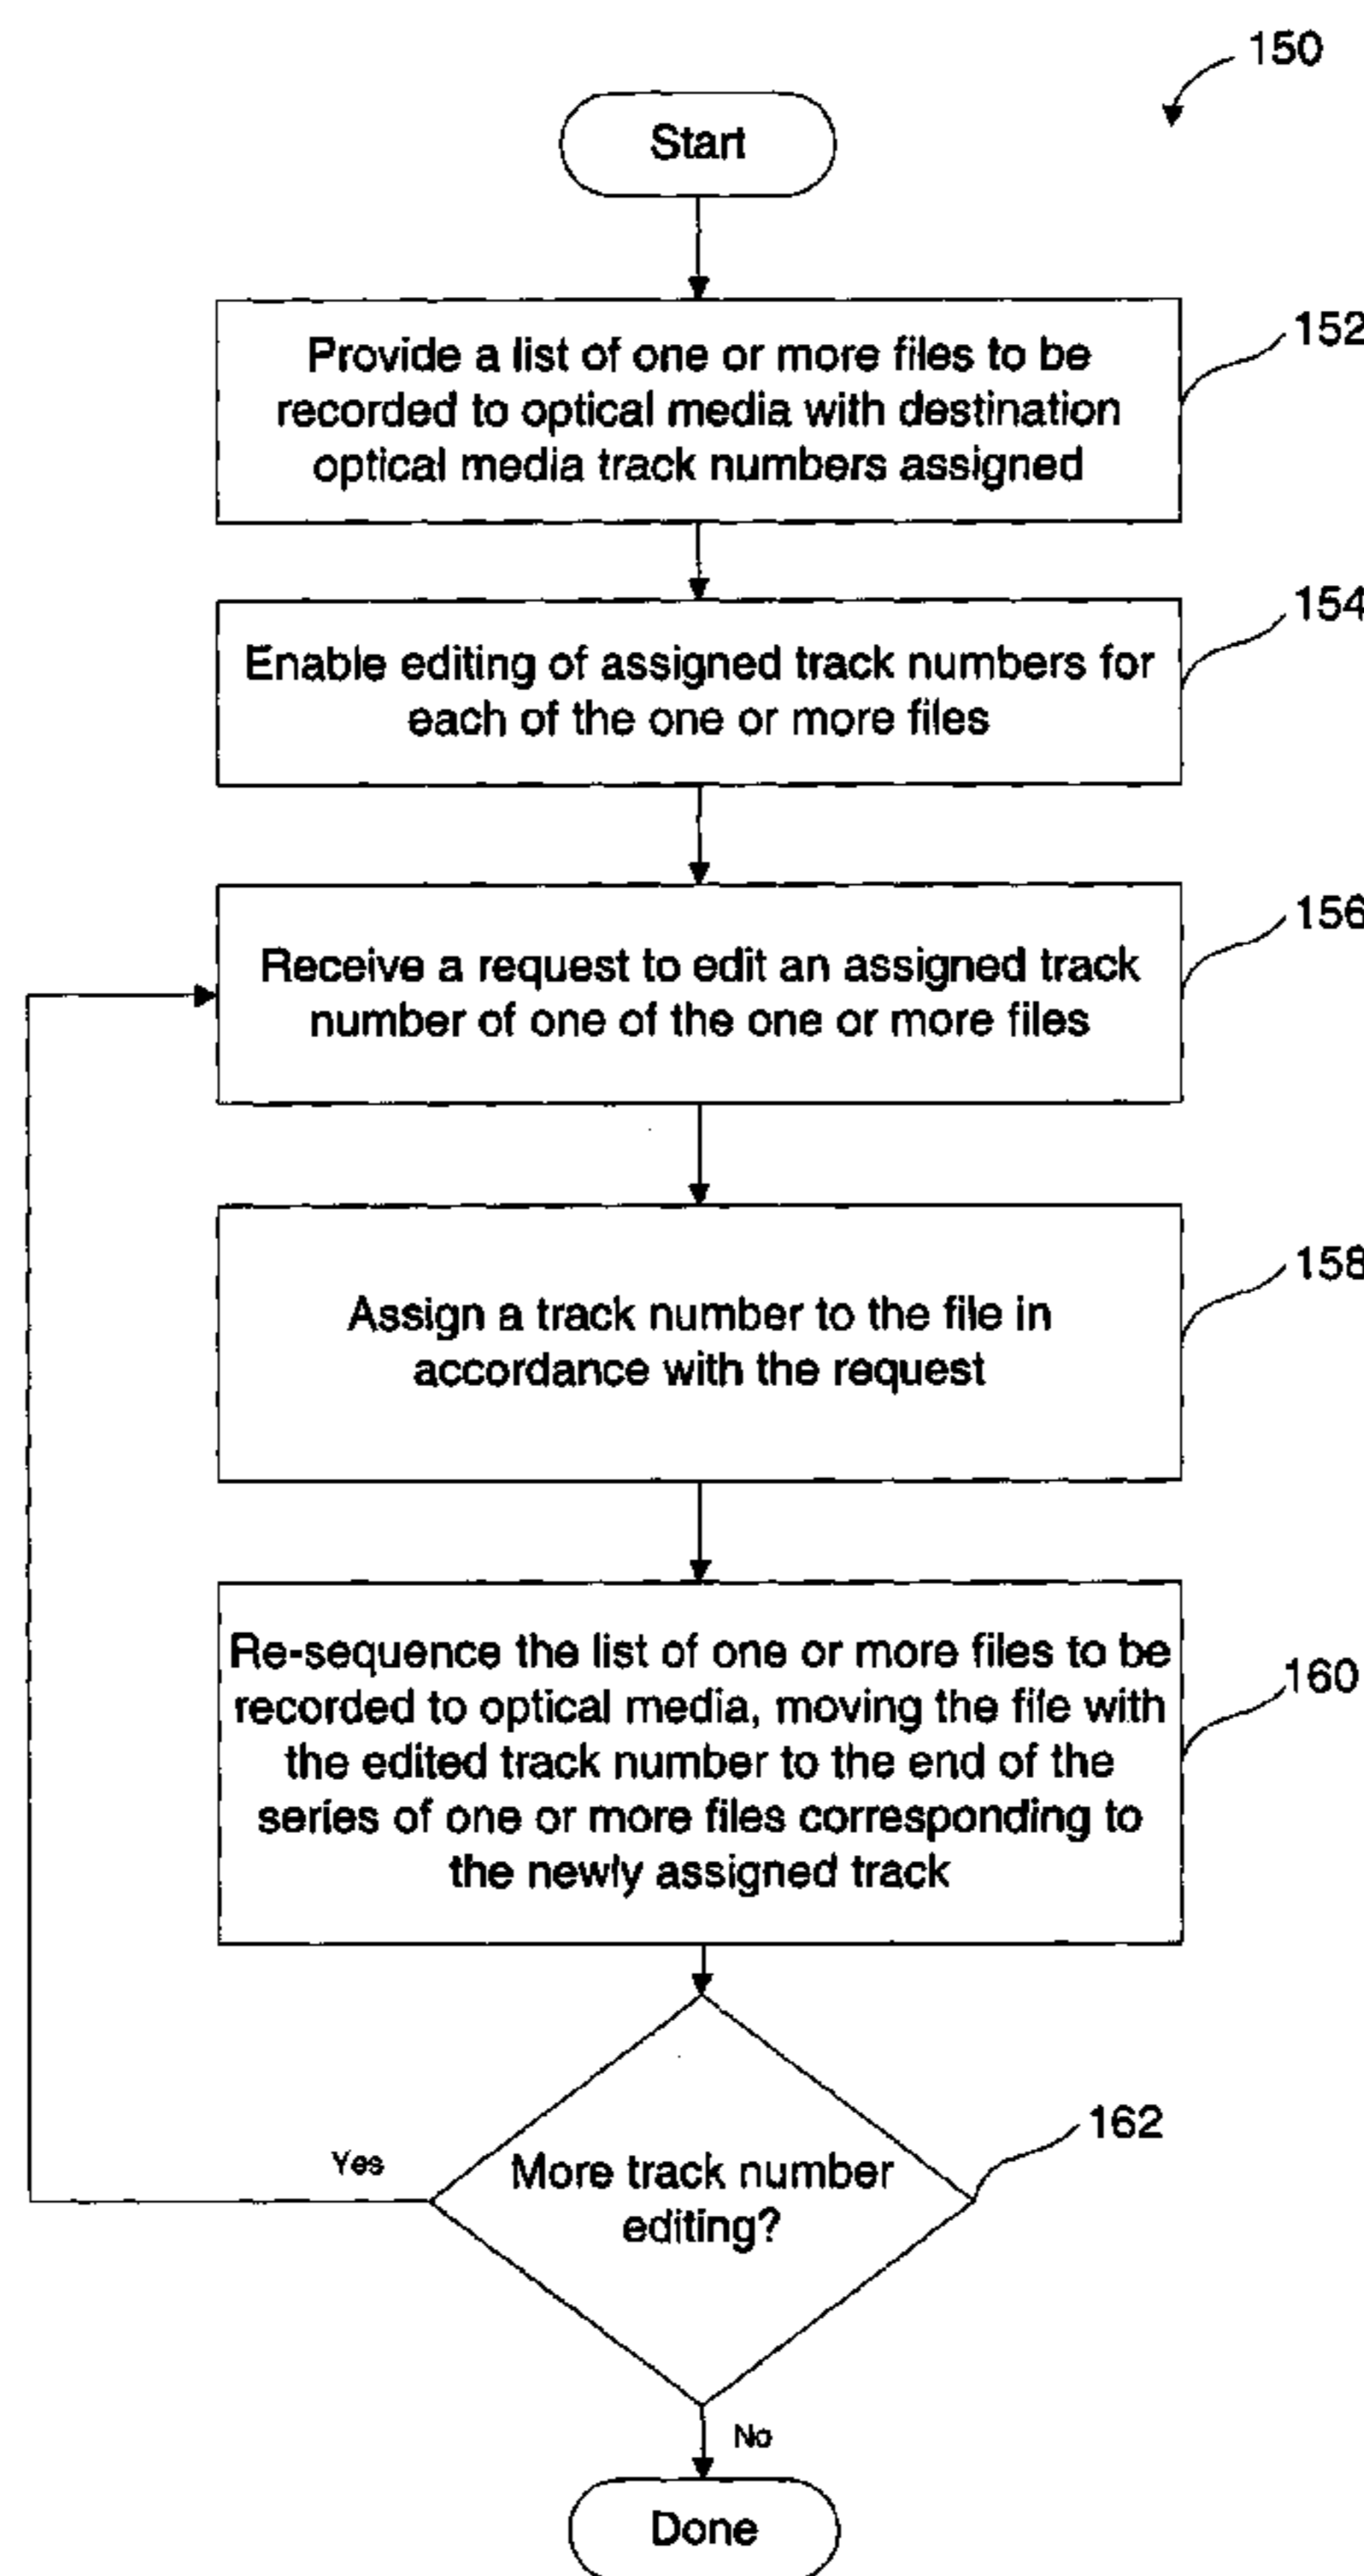 150
Start
Provide a list of one or more files to be
recorded to optical media with destination
optical media track numbers assigned
152
Enable editing of assigned track numbers for
each of the one or more files
154
Receive a request to edit an assigned track
number of one of the one or more files
156
Assign a track number to the file in
accordance with the request
158
Re-sequence the list of one or more files to be
recorded to optical media, moving the file with
the edited track number to the end of the
series of one or more files corresponding to
the newly assigned track
160
More track number
editing?
162
Yes
No
Done